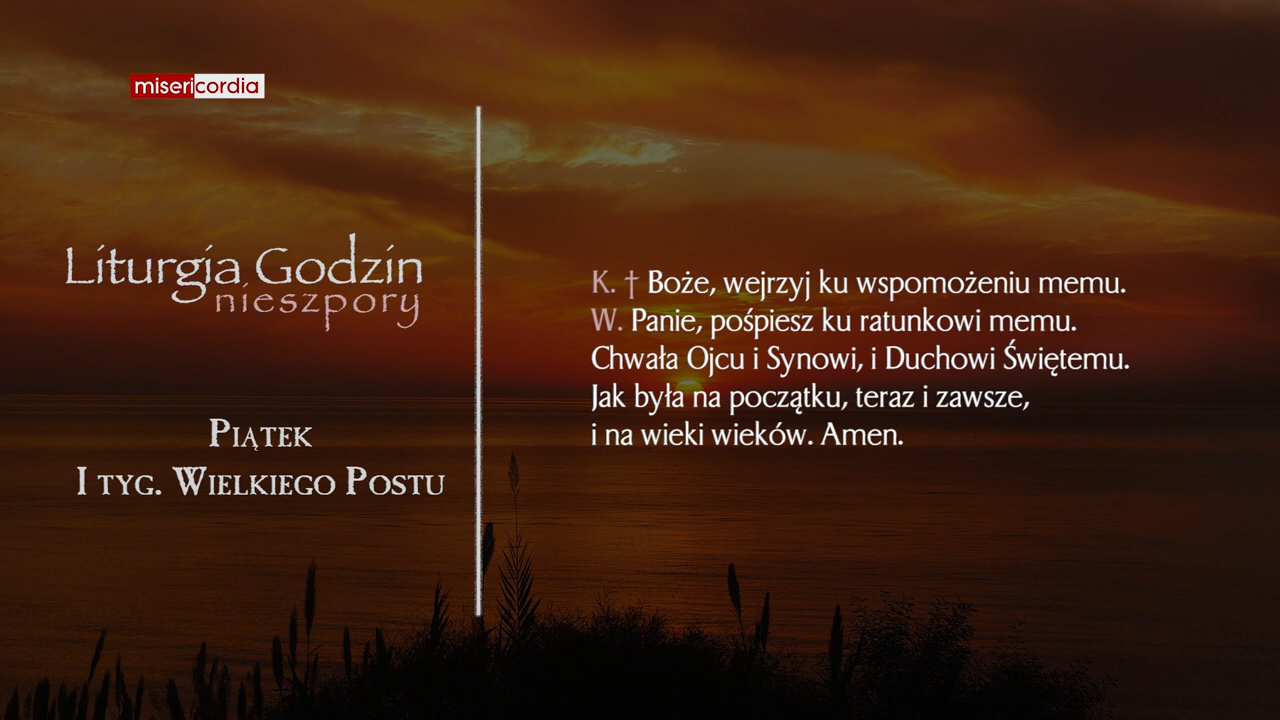 misericordia
Liturgia Godzin
nieszpory
Piątek
I tyg. Wielkiego Postu
K. † Boże, wejrzyj ku wspomożeniu memu.
W. Panie, pośpiesz ku ratunkowi memu.
Chwała Ojcu i Synowi, i Duchowi Świętemu.
Jak była na początku, teraz i zawsze,
i na wieki wieków. Amen.